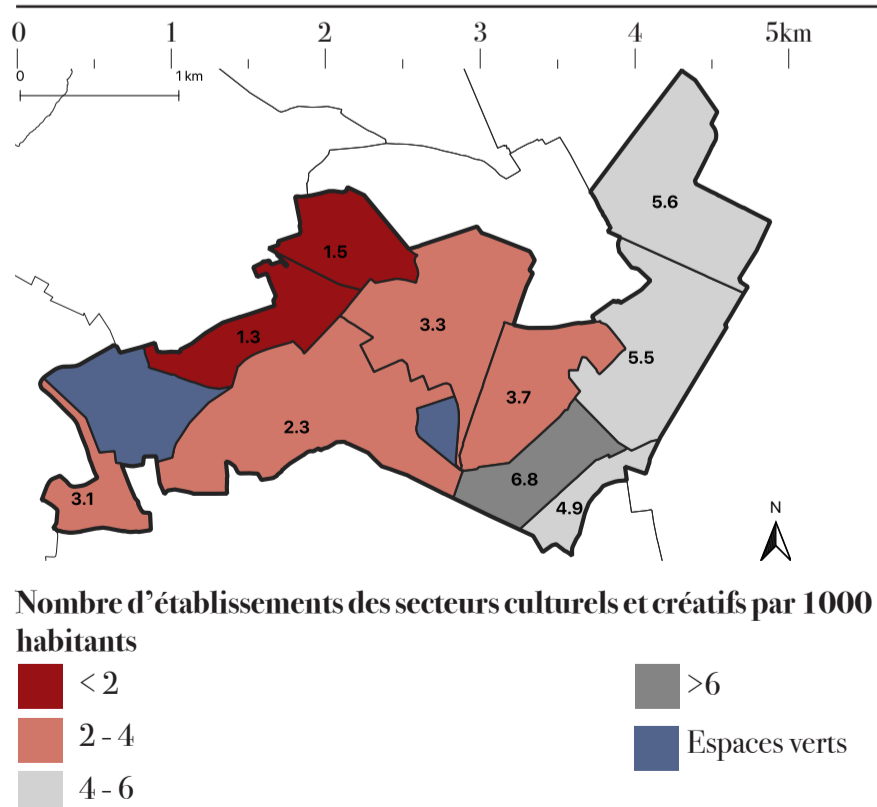 0 1 2 3 4 5km
0 1 km
5.6
1.5
3.3
1.3
5.5
3.7
2.3
6.8
3.1
4.9
N
Nombre d’établissements des secteurs culturels et créatifs par 1000
habitants
< 2
>6
2 - 4
Espaces verts
4 - 6